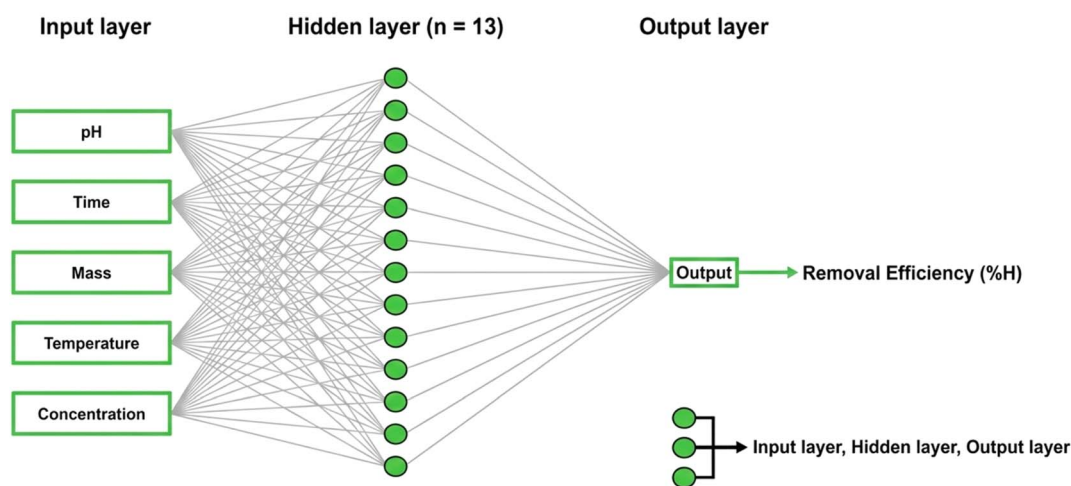 Input layer
Hidden layer (n = 13)
Output layer
pH
Time
Mass
Temperature
Concentration
Output
Removal Efficiency (%H)
Input layer, Hidden layer, Output layer